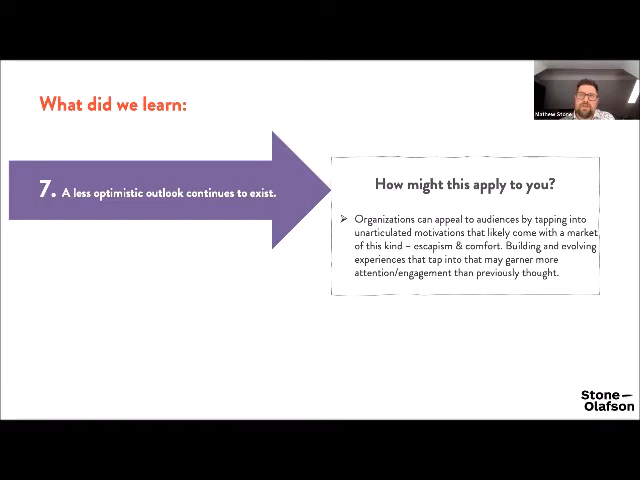 What did we learn:
Mathew Stone
7. A less optimistic outlook continues to exist.
How might this apply to you?
➢ Organizations can appeal to audiences by tapping into
unarticulated motivations that likely come with a market
of this kind – escapism & comfort. Building and evolving
experiences that tap into that may garner more
attention/engagement than previously thought.
Stone–
Olafson